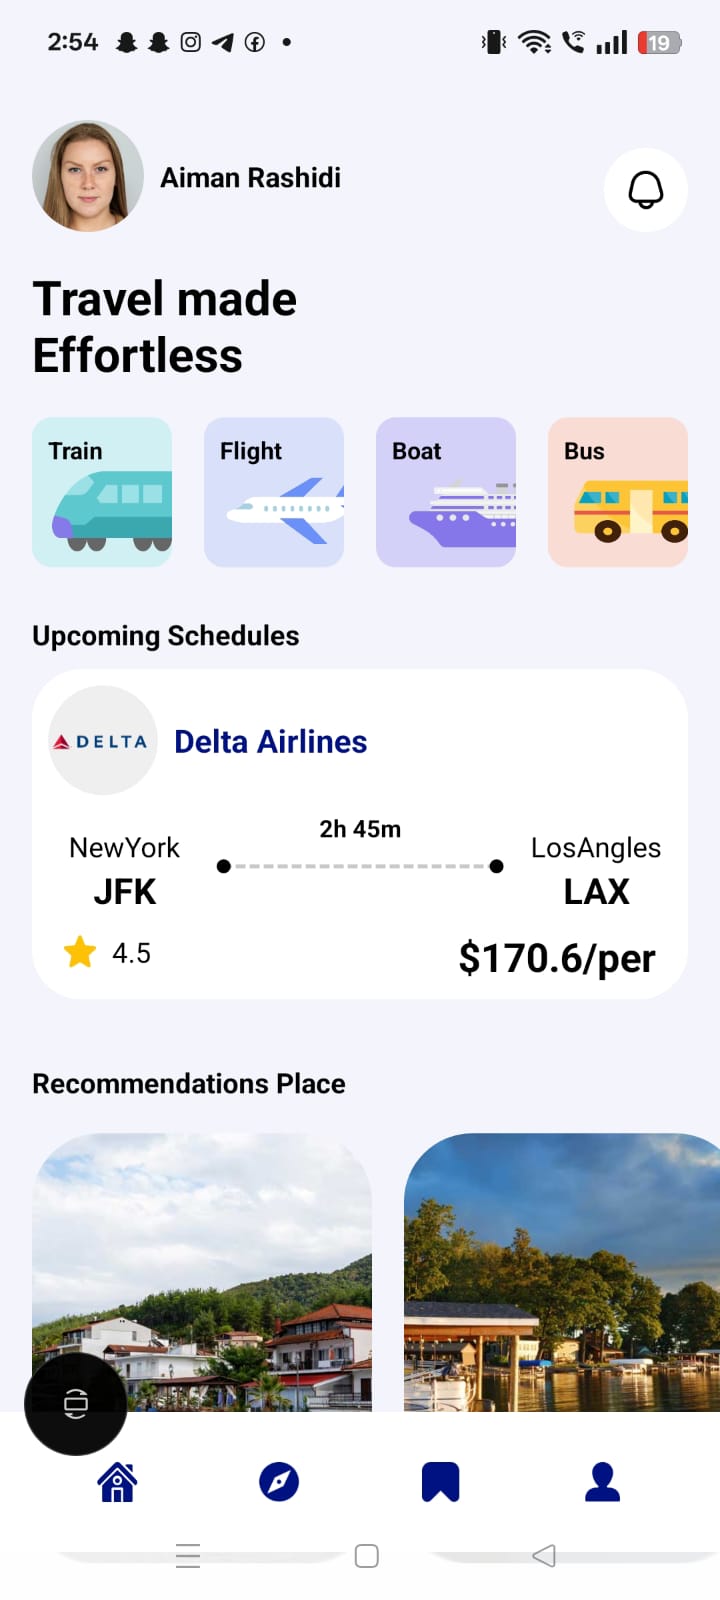 2:54
19
Aiman Rashidi
Travel made
Effortless
Train
Flight
Boat
Bus
Upcoming Schedules
DELTA
Delta Airlines
2h 45m
NewYork
LosAngles
JFK
LAX
4.5
$170.6/per
Recommendations Place